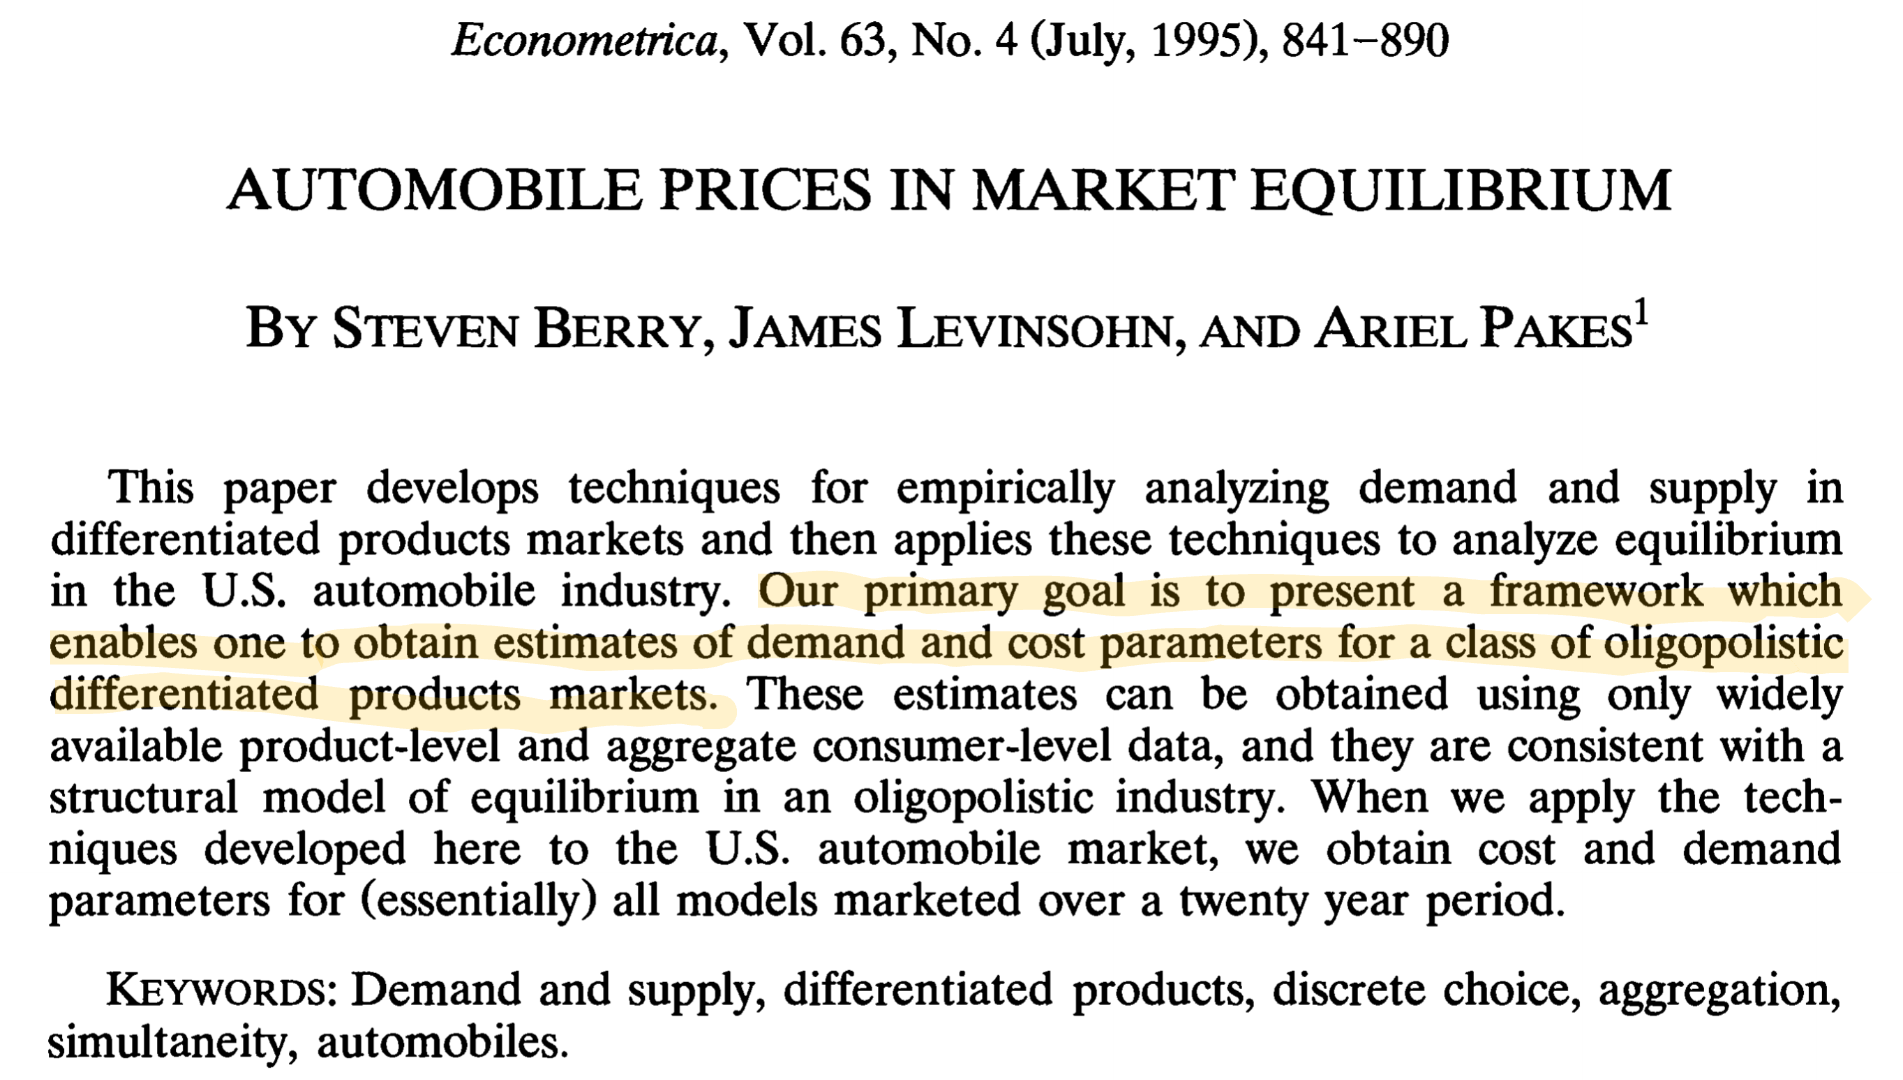 Econometrica, Vol. 63, No. 4 (July, 1995), 841–890
AUTOMOBILE PRICES IN MARKET EQUILIBRIUM
BY STEVEN BERRY, JAMES LEVINSOHN, AND ARIEL PAKES¹
This paper develops techniques for empirically analyzing demand and supply in
differentiated products markets and then applies these techniques to analyze equilibrium
in the U.S. automobile industry. Our primary goal is to present a framework which
enables one to obtain estimates of demand and cost parameters for a class of oligopolistic
differentiated products markets. These estimates can be obtained using only widely
available product-level and aggregate consumer-level data, and they are consistent with a
structural model of equilibrium in an oligopolistic industry. When we apply the tech-
niques developed here to the U.S. automobile market, we obtain cost and demand
parameters for (essentially) all models marketed over a twenty year period.
KEYWORDS: Demand and supply, differentiated products, discrete choice, aggregation,
simultaneity, automobiles.